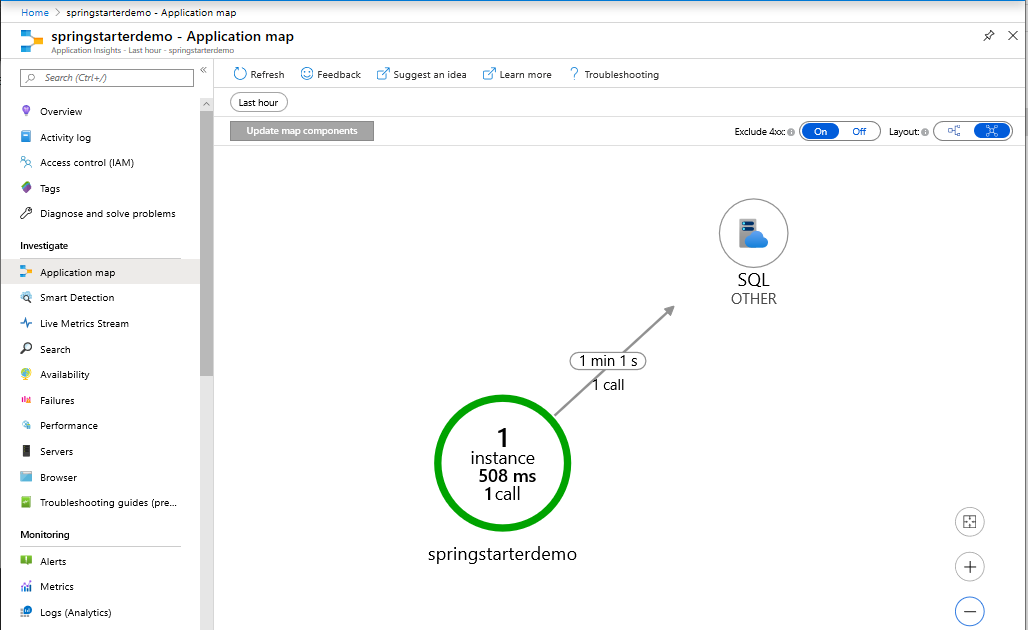 Home > springstarterdemo - Application map
springstarterdemo - Application map
Application Insights - Last hour - springstarterdemo
Search (Ctrl+/)
Overview
Activity log
Access control (IAM)
Tags
Diagnose and solve problems
Investigate
Application map
Smart Detection
Live Metrics Stream
Search
Availability
Failures
Performance
Servers
Browser
Troubleshooting guides (pre...
Monitoring
Alerts
Metrics
Logs (Analytics)
Refresh Feedback Suggest an idea Learn more ? Troubleshooting
Last hour
Update map components
Exclude 4xx: On Off Layout:
SQL
OTHER
1 min 1 s
1 call
1
instance
508 ms
1 call
springstarterdemo